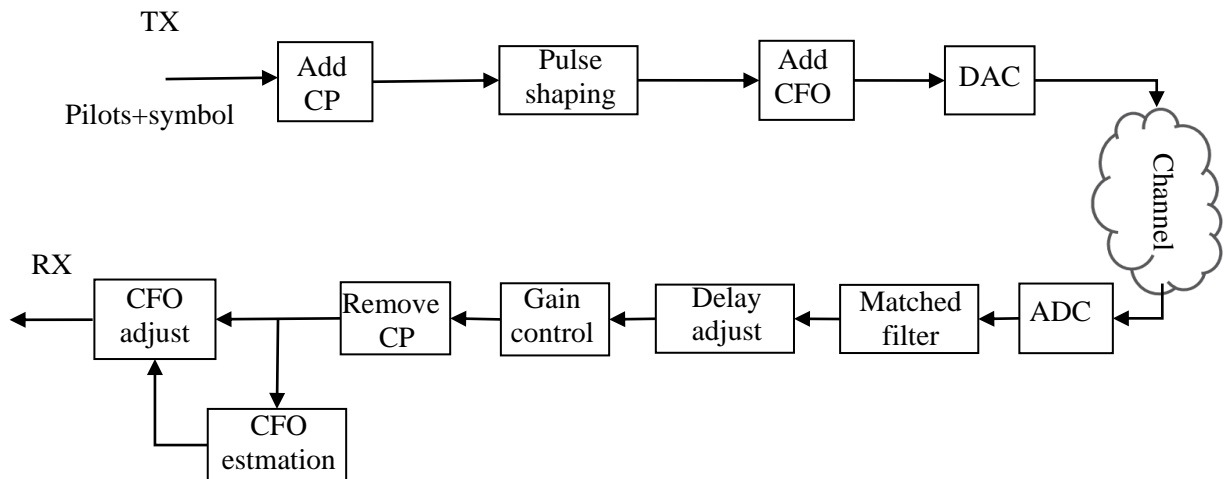 TX
Pilots+symbol
Add
CP
Pulse
shaping
Add
CFO
DAC
Channel
RX
CFO
adjust
Remove
CP
Gain
control
Delay
adjust
Matched
filter
ADC
CFO
estmation